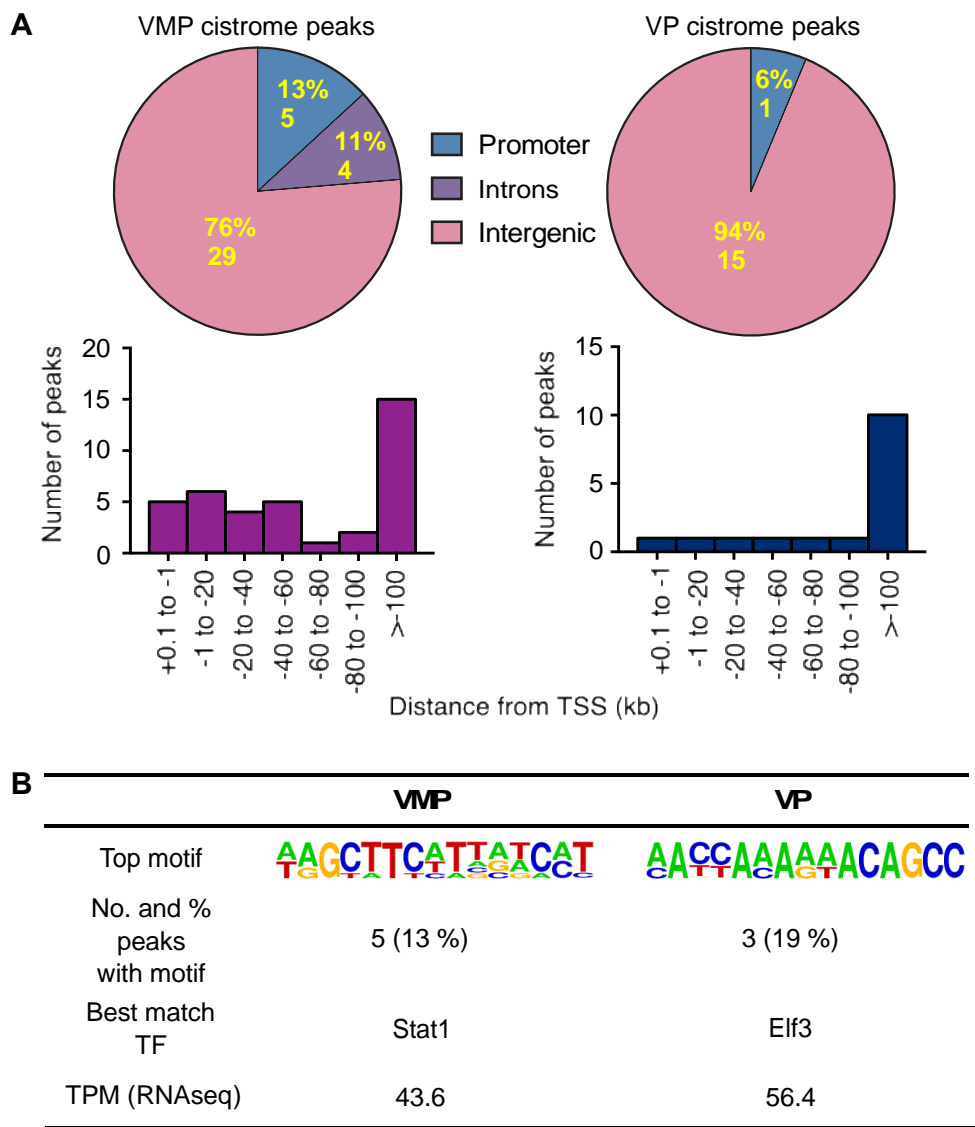 A
VMP cistrome peaks
VP cistrome peaks
13%
5
11%
4
76%
29
Promoter
Introns
Intergenic
6%
1
94%
15
Number of peaks
20
15
10
5
0
+0.1 to -1
-1 to -20
-20 to -40
-40 to -60
-60 to -80
-80 to -100
>-100
Number of peaks
15
10
5
0
+0.1 to -1
-1 to -20
-20 to -40
-40 to -60
-60 to -80
-80 to -100
>-100
Distance from TSS (kb)
B
VMP VP
Top motif AAGCTTCATTATCAT AACCAAAAACAGCC
No. and %
peaks
with motif
5 (13 %) 3 (19 %)
Best match
TF
Stat1 Elf3
TPM (RNAseq) 43.6 56.4